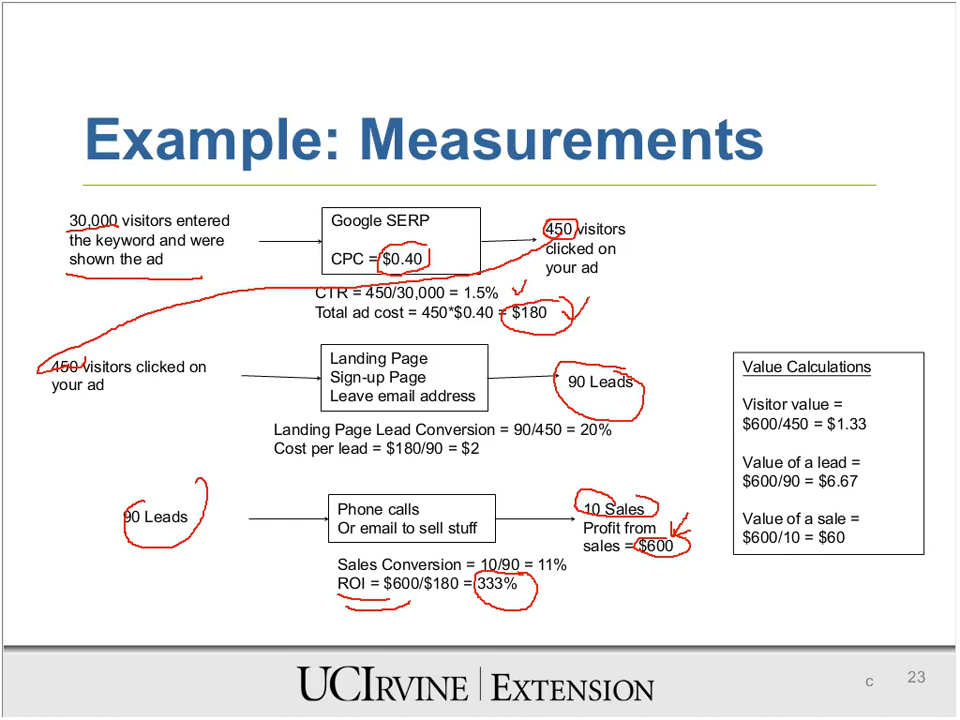 Example: Measurements
30,000 visitors entered
the keyword and were
shown the ad
Google SERP
CPC = $0.40
450 visitors
clicked on
your ad
CTR = 450/30,000 = 1.5%
Total ad cost = 450*$0.40 = $180
450 visitors clicked on
your ad
Landing Page
Sign-up Page
Leave email address
90 Leads
Landing Page Lead Conversion = 90/450 = 20%
Cost per lead = $180/90 = $2
90 Leads
Phone calls
Or email to sell stuff
10 Sales
Profit from
sales = $600
Sales Conversion = 10/90 = 11%
ROI = $600/$180 = 333%
Value Calculations
Visitor value =
$600/450 = $1.33
Value of a lead =
$600/90 = $6.67
Value of a sale =
$600/10 = $60
UCIRVINE | EXTENSION
c
23